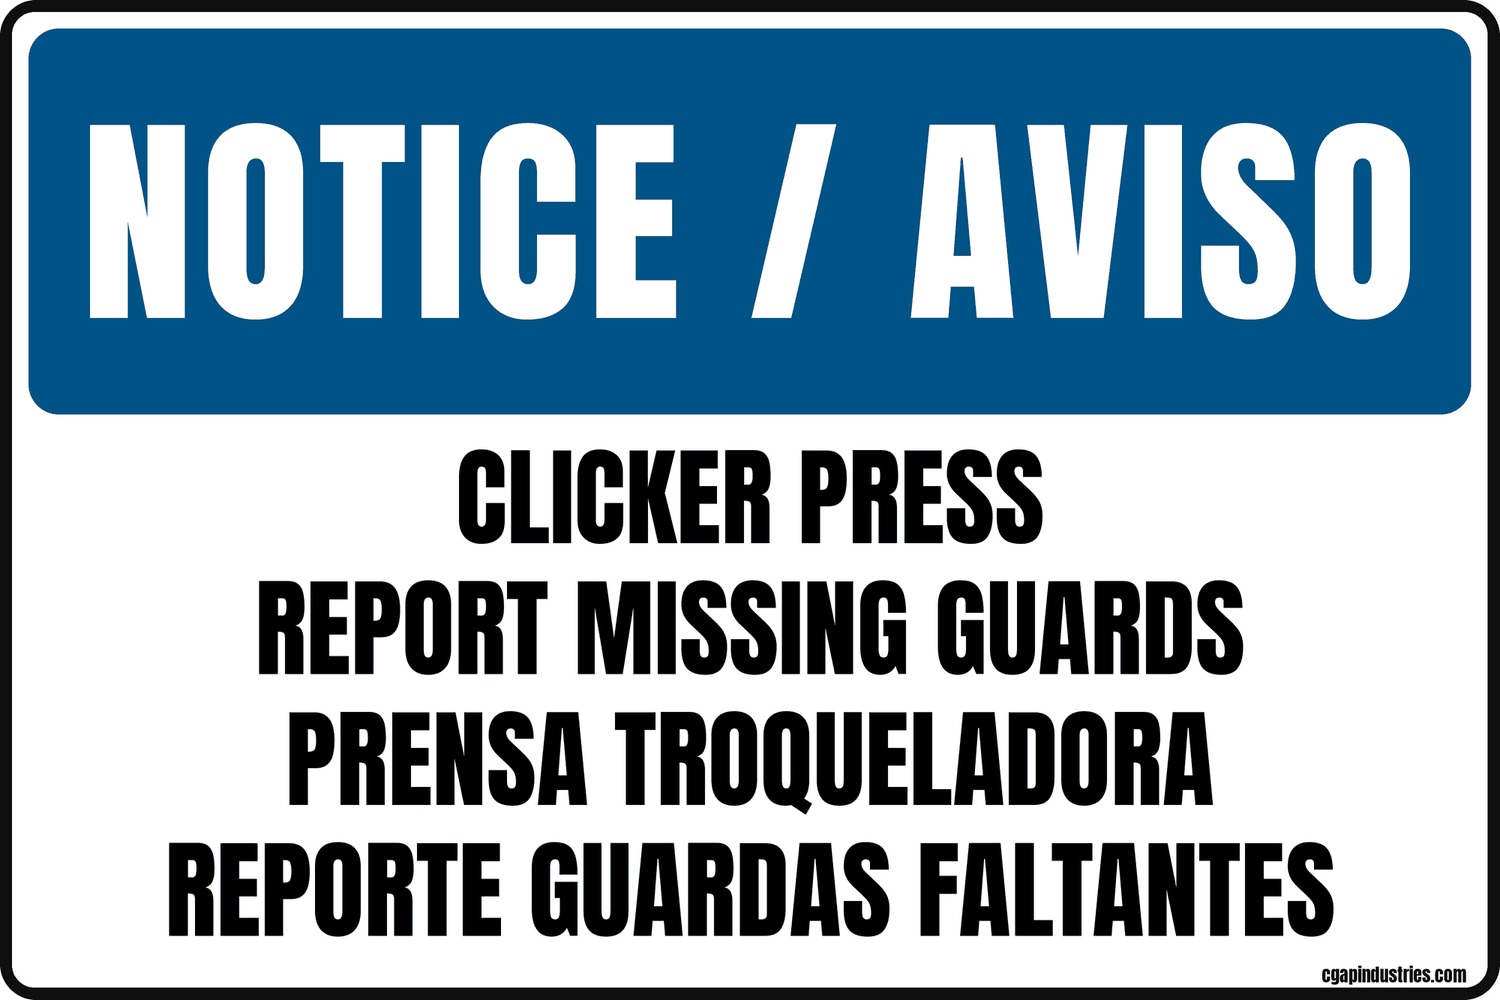 NOTICE / AVISO
CLICKER PRESS
REPORT MISSING GUARDS
PRENSA TROQUELADORA
REPORTE GUARDAS FALTANTES
cgapindustries.com